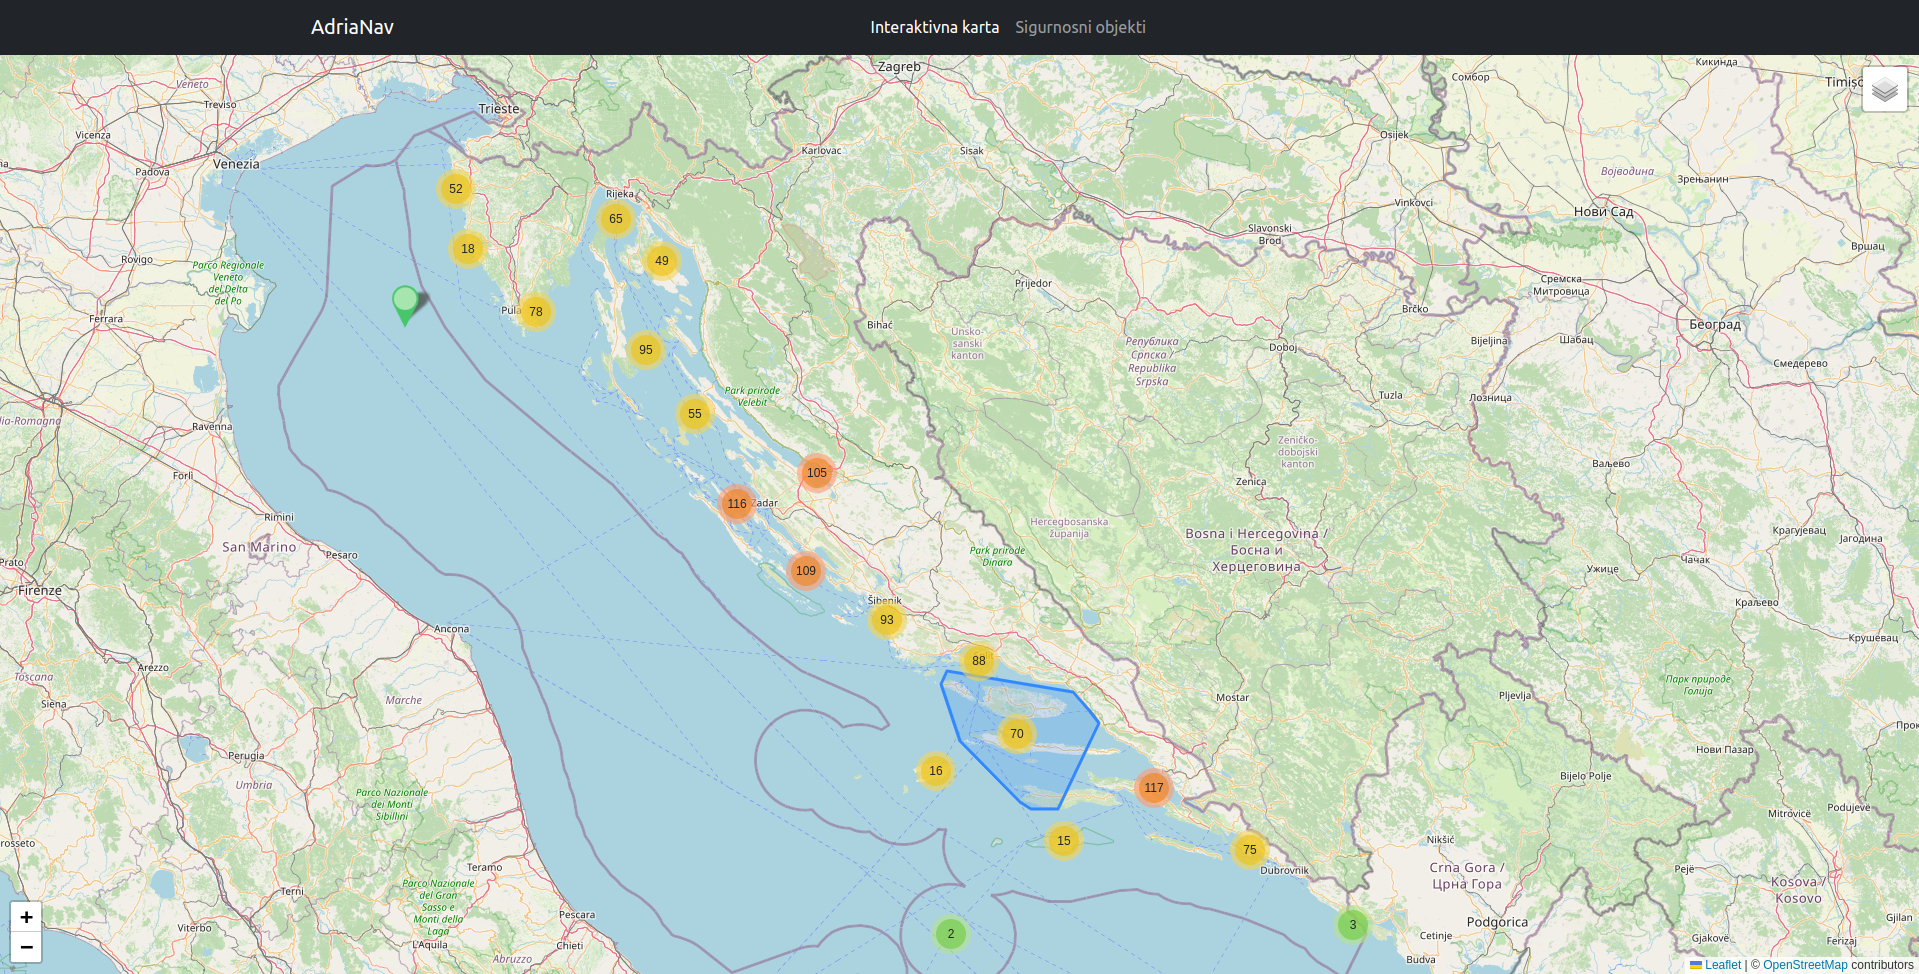 AdriaNav
Interaktivna karta
Sigurnosni objekti
Zagreb
Veneto
Treviso
Trieste
Сомбор
Кикинда
Vicenza
Venezia
Padova
Karlovac
Sisak
Osijek
Војводина
Зрењанин
52
Rijeka
65
Vinkovci
Нови Сад
Slavonski
Brod
Вршац
18
49
Rovigo
Parco Regionale
Veneto
del Delta
del Po
Prijedor
Сремска
Митровица
Ferrara
Pula
78
Bihać
Brčko
Београд
Unsko-
sanski
kanton
Република
Српска /
Republika
Srpska
Doboj
Bijeljina
Шабац
95
Смедерево
Park prirode
Velebit
Tuzla
Лозница
55
Ravenna
Zeničko-
dobojski
kanton
Ваљево
Forlì
105
Zenica
116
Zadar
Rimini
Hercegbosanska
županija
Крагујевац
Јагодина
San Marino
Pesaro
Park prirode
Dinara
Bosna i Hercegovina /
Босна и
Херцеговина
Чачак
Prato
Firenze
109
Ужице
Šibenik
93
Краљево
Ancona
Крушевац
Arezzo
88
Toscana
Парк природе
Голија
Siena
Marche
Mostar
Pljevlja
70
Нови Пазар
Perugia
16
Bijelo Polje
Umbria
Parco Nazionale
dei Monti
Sibillini
117
Podujevë
Mitrovicë
15
75
Nikšić
Teramo
Dubrovnik
Crna Gora /
Црна Гора
Pejë
Kosova /
Kosovo
Terni
Parco Nazionale
del Gran
Sasso e
Monti della
Laga
Pescara
Podgorica
Gjilan
+
−
Viterbo
L'Aquila
Chieti
2
3
Cetinje
Gjakovë
Ferizaj
Abruzzo
Budva
Leaflet | © OpenStreetMap contributors